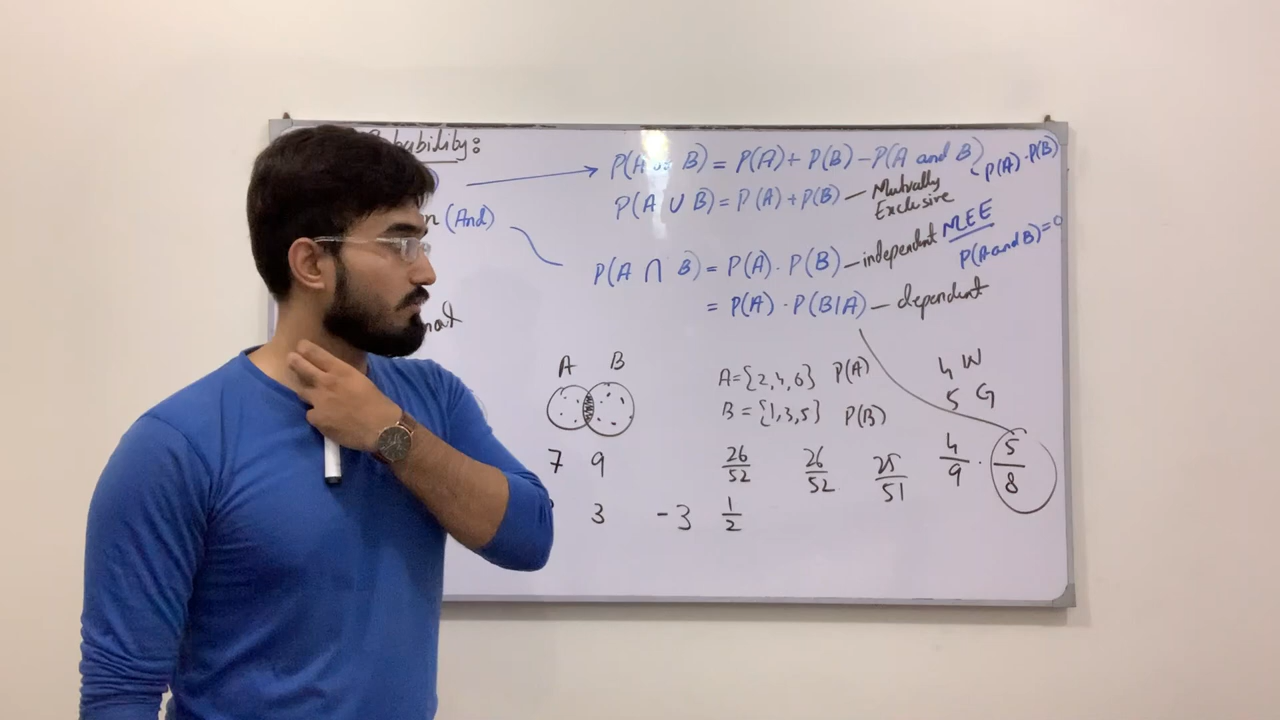 Probability:
P(A or B) = P(A) + P(B) - P(A and B)
P(A) . P(B)
P(A U B) = P(A) + P(B) - Mutually Exclusive
(And)
MEE
P(A and B) = 0
P(A ∩ B) = P(A) . P(B) - independent
= P(A) . P(B|A) - dependent
A B
A = {2,4,6} P(A)
B = {1,3,5} P(B)
4 W
5 G
7 9
26/52 26/52 25/51 4/9 . 5/8
3 -3 1/2